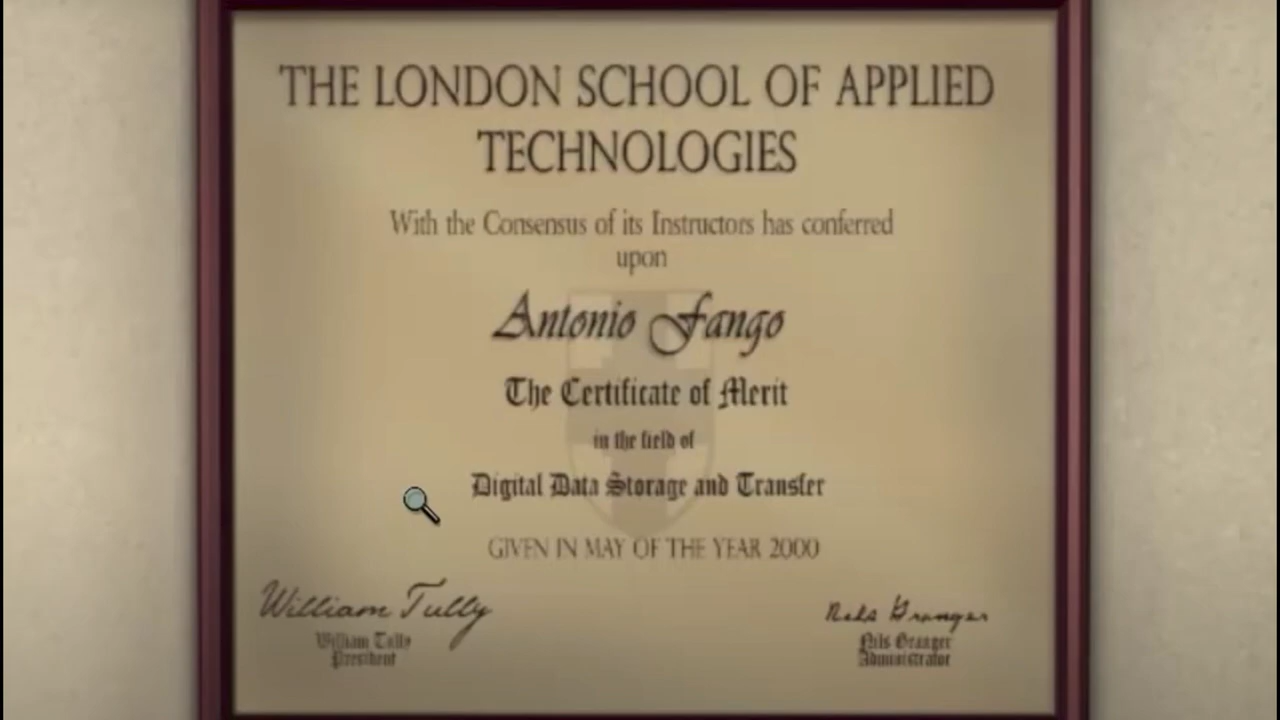 THE LONDON SCHOOL OF APPLIED
TECHNOLOGIES
With the Consensus of its Instructors has conferred
upon
Antonio Fango
The Certificate of Merit
in the field of
Digital Data Storage and Transfer
GIVEN IN MAY OF THE YEAR 2000
William Tully
Nils Granger
William Tully
Nils Granger
President
Administrator